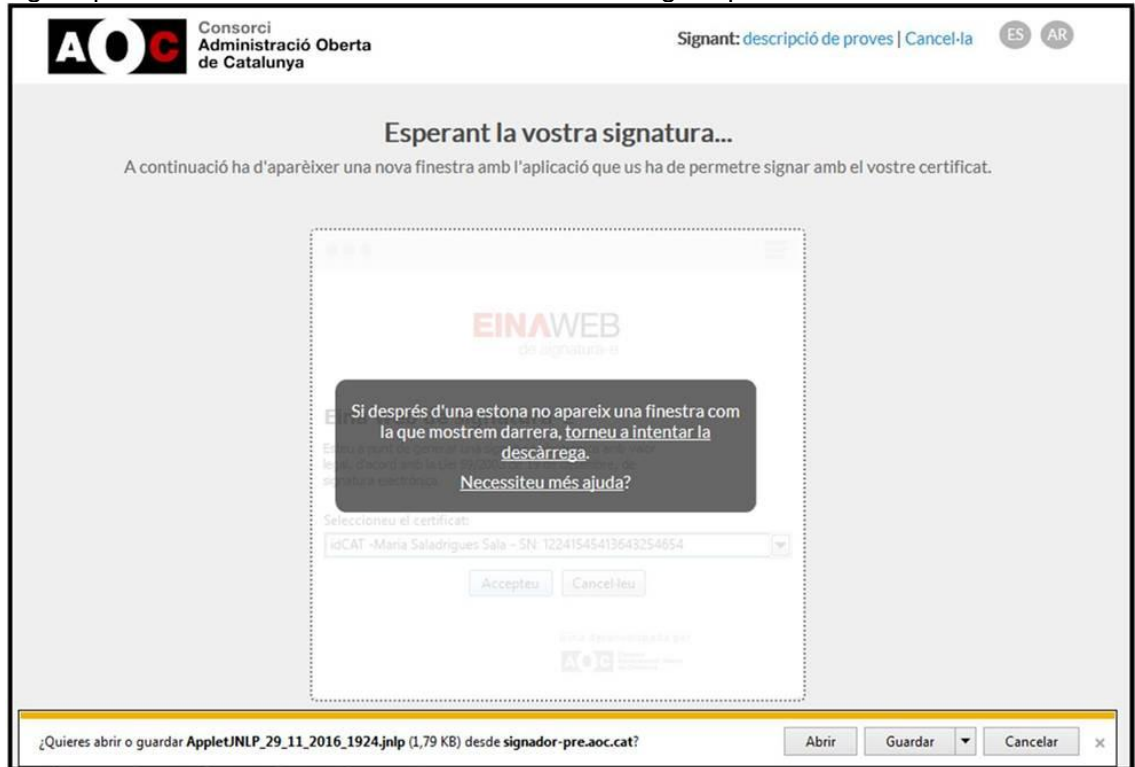 AOC
Consorci
Administració Oberta
de Catalunya
Signant: descripció de proves | Cancel·la
ES AR
Esperant la vostra signatura...
A continuació ha d'aparèixer una nova finestra amb l'aplicació que us ha de permetre signar amb el vostre certificat.
EINAWEB
de signatura-e
Si després d'una estona no apareix una finestra com
la que mostrem darrera, torneu a intentar la
descàrrega.
Necessiteu més ajuda?
Seleccioneu el certificat:
idCAT -Maria Saladrigues Sala - SN: 12241545413643254654
Accepteu Cancel·leu
AOC
¿Quieres abrir o guardar AppletJNLP_29_11_2016_1924.jnlp (1,79 KB) desde signador-pre.aoc.cat?
Abrir Guardar Cancelar